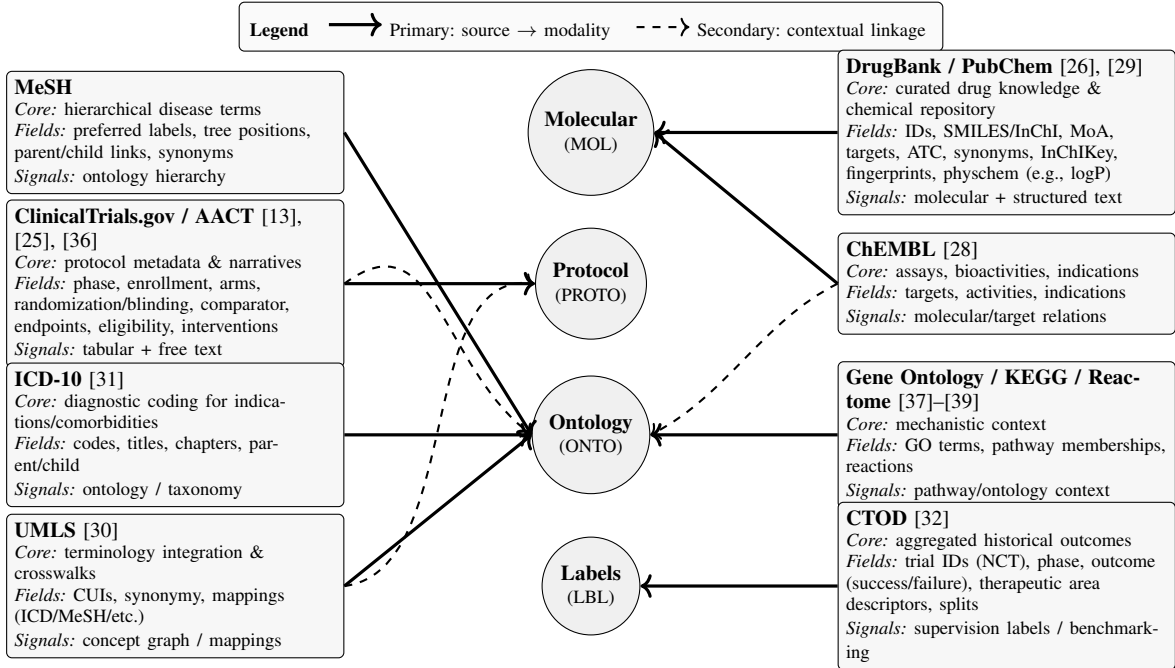 Legend Primary: source → modality Secondary: contextual linkage
MeSH
Core: hierarchical disease terms
Fields: preferred labels, tree positions,
parent/child links, synonyms
Signals: ontology hierarchy
ClinicalTrials.gov / AACT [13],
[25], [36]
Core: protocol metadata & narratives
Fields: phase, enrollment, arms,
randomization/blinding, comparator,
endpoints, eligibility, interventions
Signals: tabular + free text
ICD-10 [31]
Core: diagnostic coding for indica-
tions/comorbidities
Fields: codes, titles, chapters, par-
ent/child
Signals: ontology / taxonomy
UMLS [30]
Core: terminology integration &
crosswalks
Fields: CUIs, synonymy, mappings
(ICD/MeSH/etc.)
Signals: concept graph / mappings
Molecular
(MOL)
Protocol
(PROTO)
Ontology
(ONTO)
Labels
(LBL)
DrugBank / PubChem [26], [29]
Core: curated drug knowledge &
chemical repository
Fields: IDs, SMILES/InChI, MoA,
targets, ATC, synonyms, InChIKey,
fingerprints, physchem (e.g., logP)
Signals: molecular + structured text
ChEMBL [28]
Core: assays, bioactivities, indications
Fields: targets, activities, indications
Signals: molecular/target relations
Gene Ontology / KEGG / Reac-
tome [37]–[39]
Core: mechanistic context
Fields: GO terms, pathway memberships,
reactions
Signals: pathway/ontology context
CTOD [32]
Core: aggregated historical outcomes
Fields: trial IDs (NCT), phase, outcome
(success/failure), therapeutic area
descriptors, splits
Signals: supervision labels / benchmark-
ing